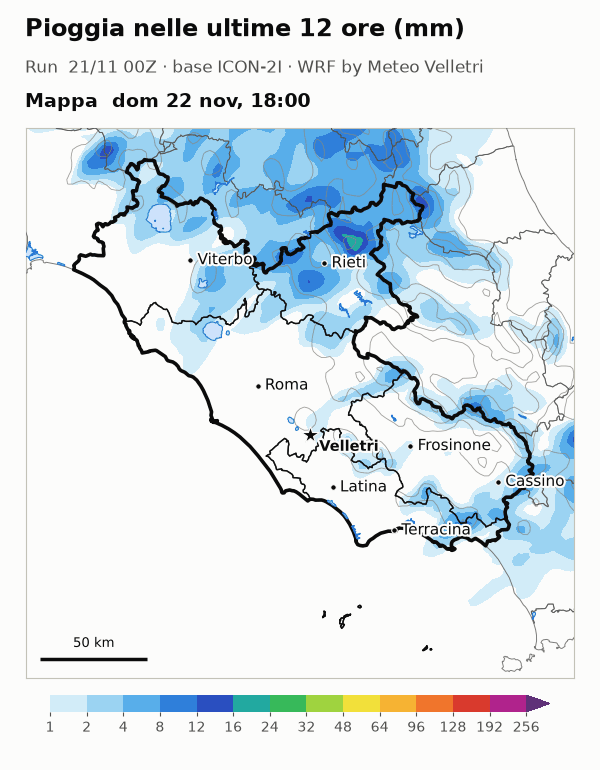 Pioggia nelle ultime 12 ore (mm)
Run 21/11 00Z · base ICON-2I · WRF by Meteo Velletri
Mappa dom 22 nov, 18:00
Viterbo
Rieti
Roma
Velletri
Frosinone
Latina
Cassino
Terracina
50 km
1 2 4 8 12 16 24 32 48 64 96 128 192 256